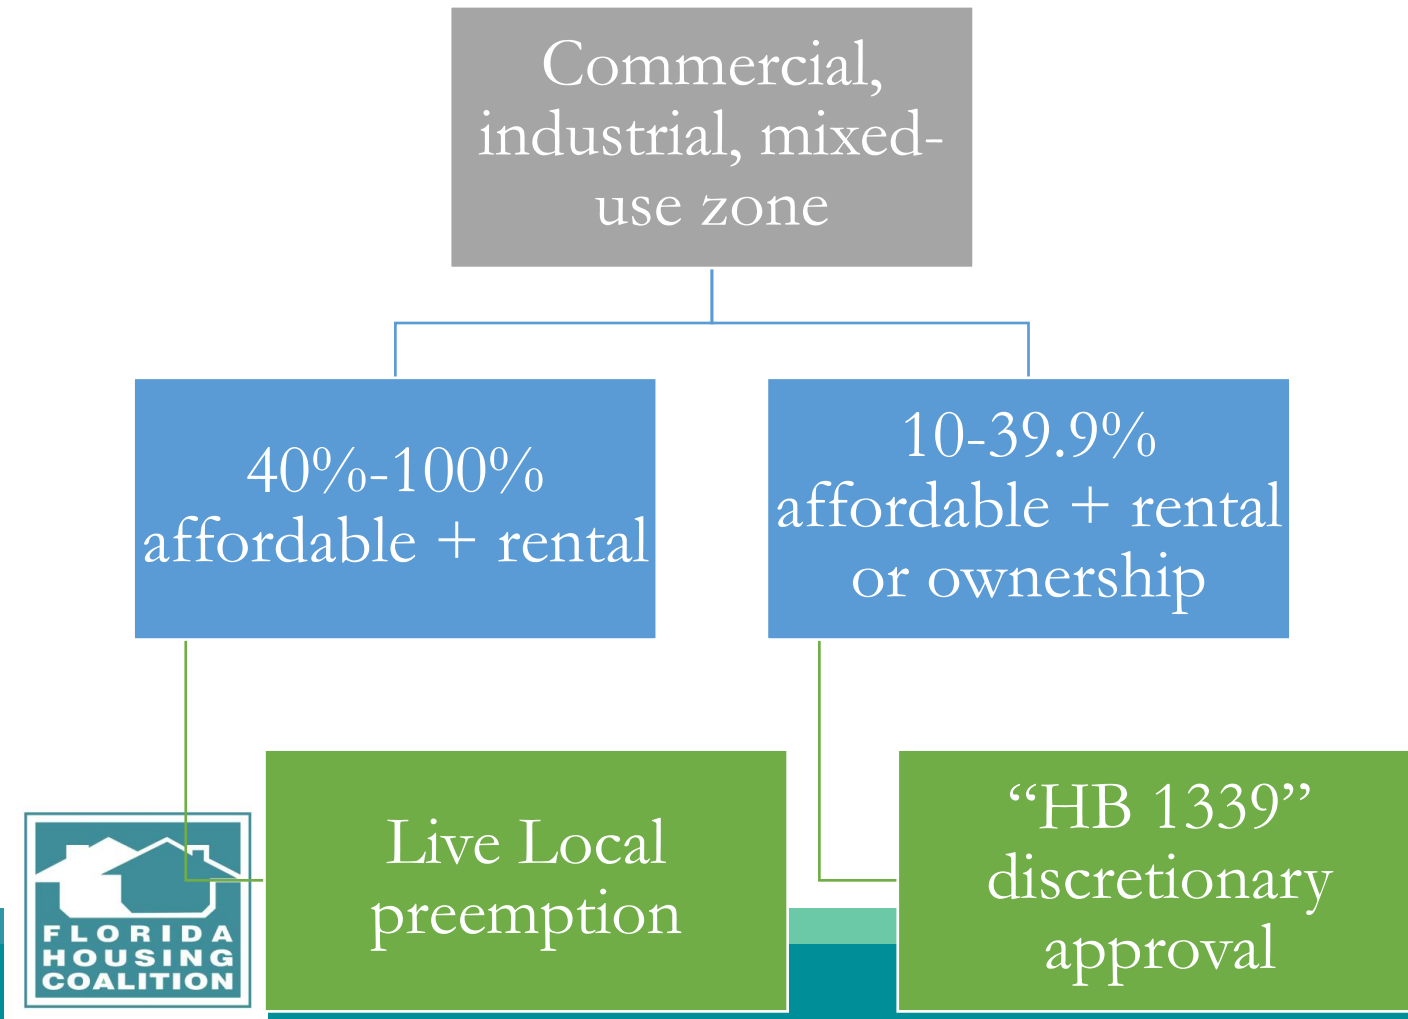 Commercial,
industrial, mixed-
use zone
40%-100%
affordable + rental
10-39.9%
affordable + rental
or ownership
Live Local
preemption
“HB 1339”
discretionary
approval
FLORIDA
HOUSING
COALITION